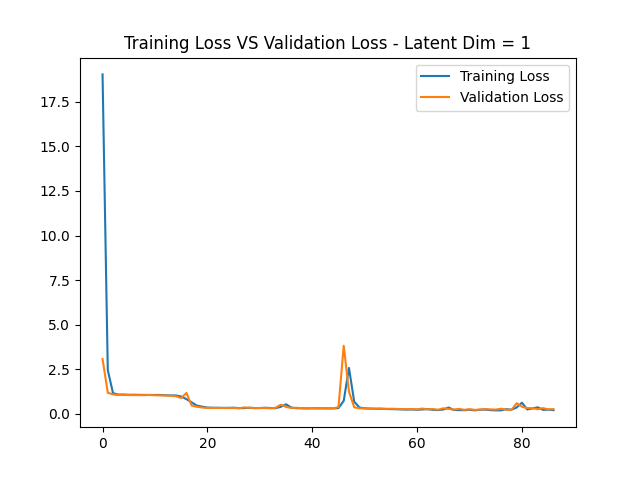 Training Loss VS Validation Loss - Latent Dim = 1
Training Loss
Validation Loss
17.5
15.0
12.5
10.0
7.5
5.0
2.5
0.0
0 20 40 60 80